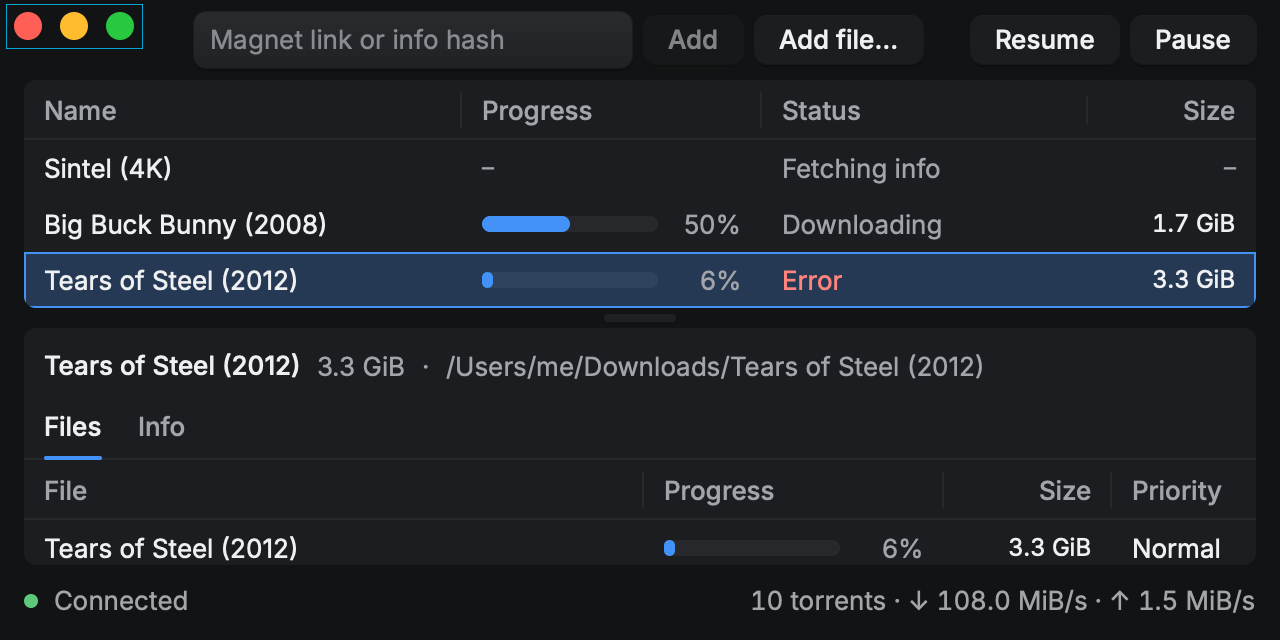 Magnet link or info hash Add Add file... Resume Pause
Name Progress Status Size
Sintel (4K) – Fetching info –
Big Buck Bunny (2008) 50% Downloading 1.7 GiB
Tears of Steel (2012) 6% Error 3.3 GiB
Tears of Steel (2012) 3.3 GiB · /Users/me/Downloads/Tears of Steel (2012)
Files Info
File Progress Size Priority
Tears of Steel (2012) 6% 3.3 GiB Normal
Connected 10 torrents · ↓ 108.0 MiB/s · ↑ 1.5 MiB/s